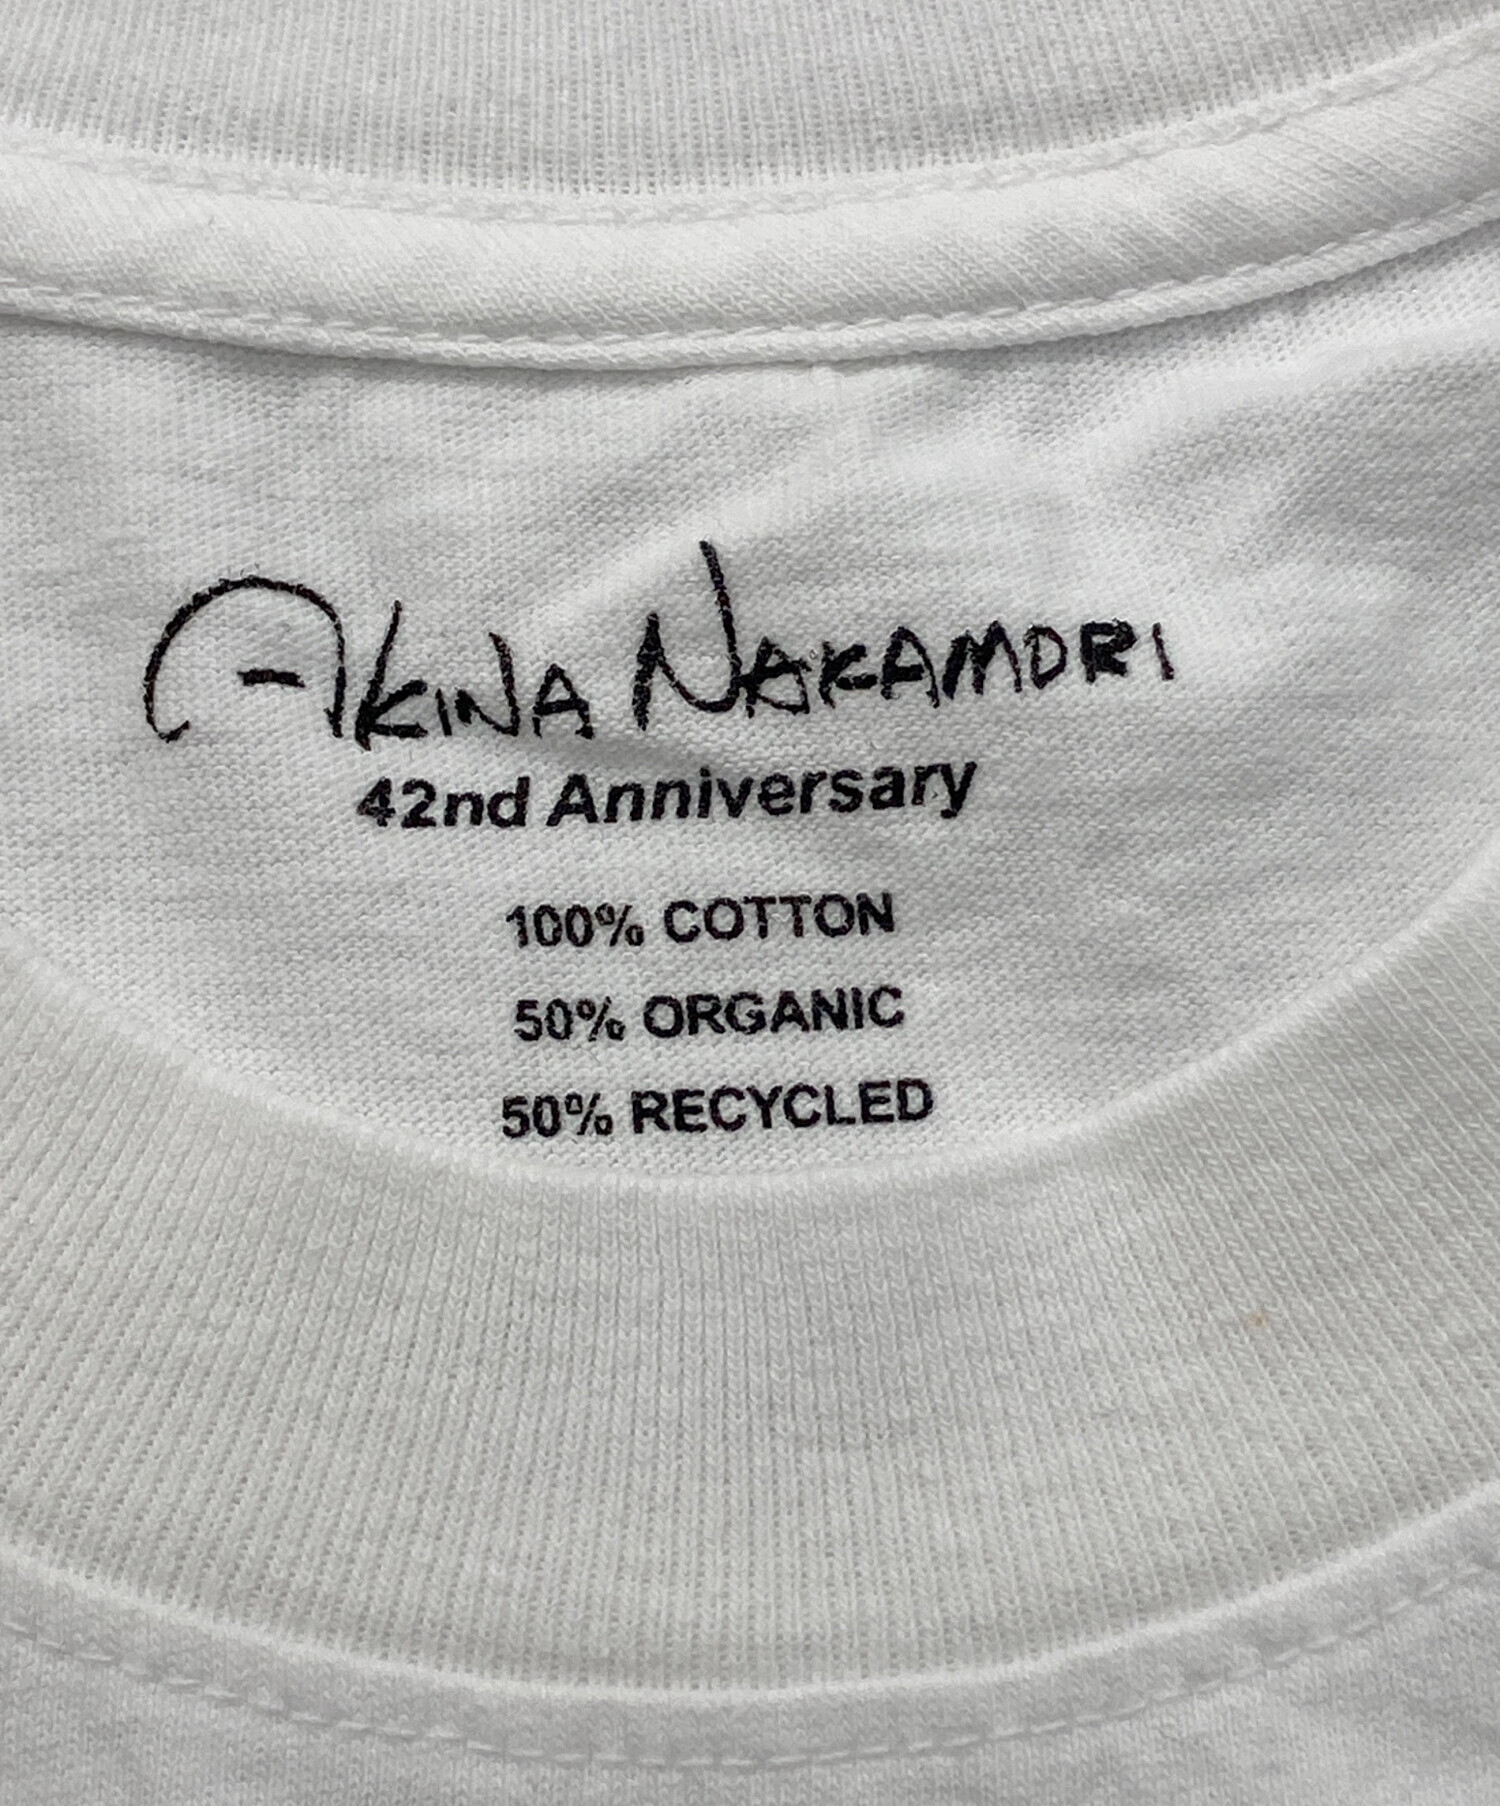 AKINA NAKAMORI
42nd Anniversary
100% COTTON
50% ORGANIC
50% RECYCLED